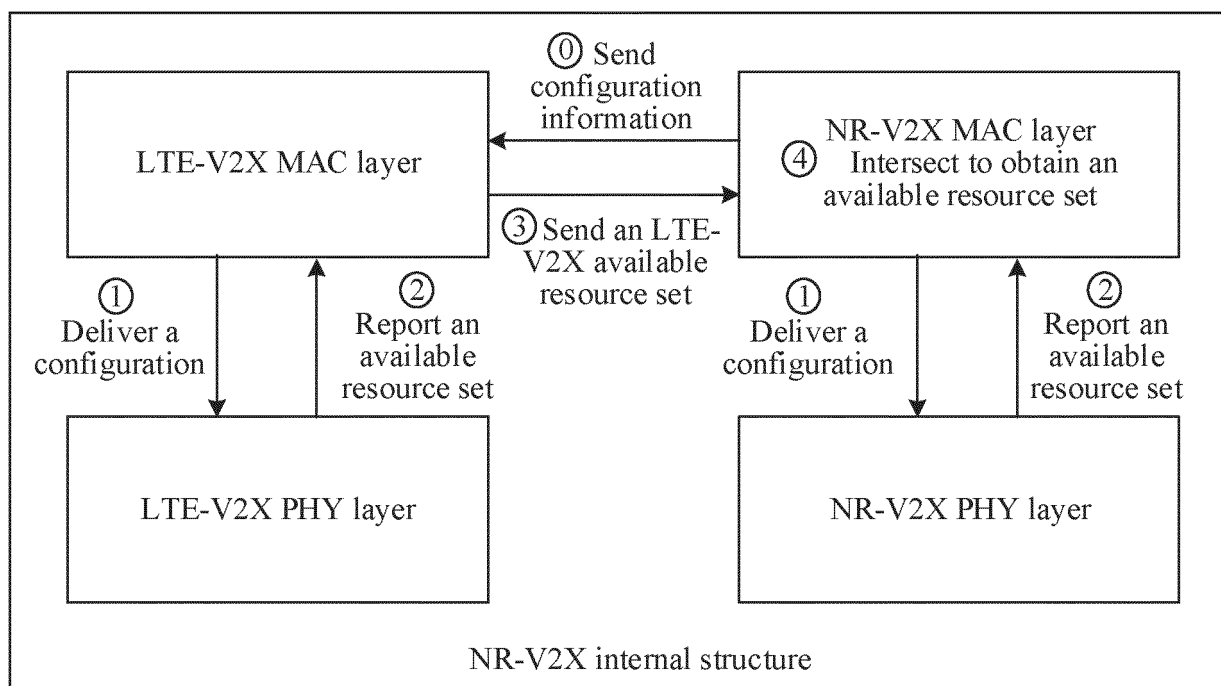 ⓪ Send
configuration
information
LTE-V2X MAC layer
NR-V2X MAC layer
④ Intersect to obtain an
available resource set
③ Send an LTE-
V2X available
resource set
①
Deliver a
configuration
②
Report an
available
resource set
①
Deliver a
configuration
②
Report an
available
resource set
LTE-V2X PHY layer
NR-V2X PHY layer
NR-V2X internal structure